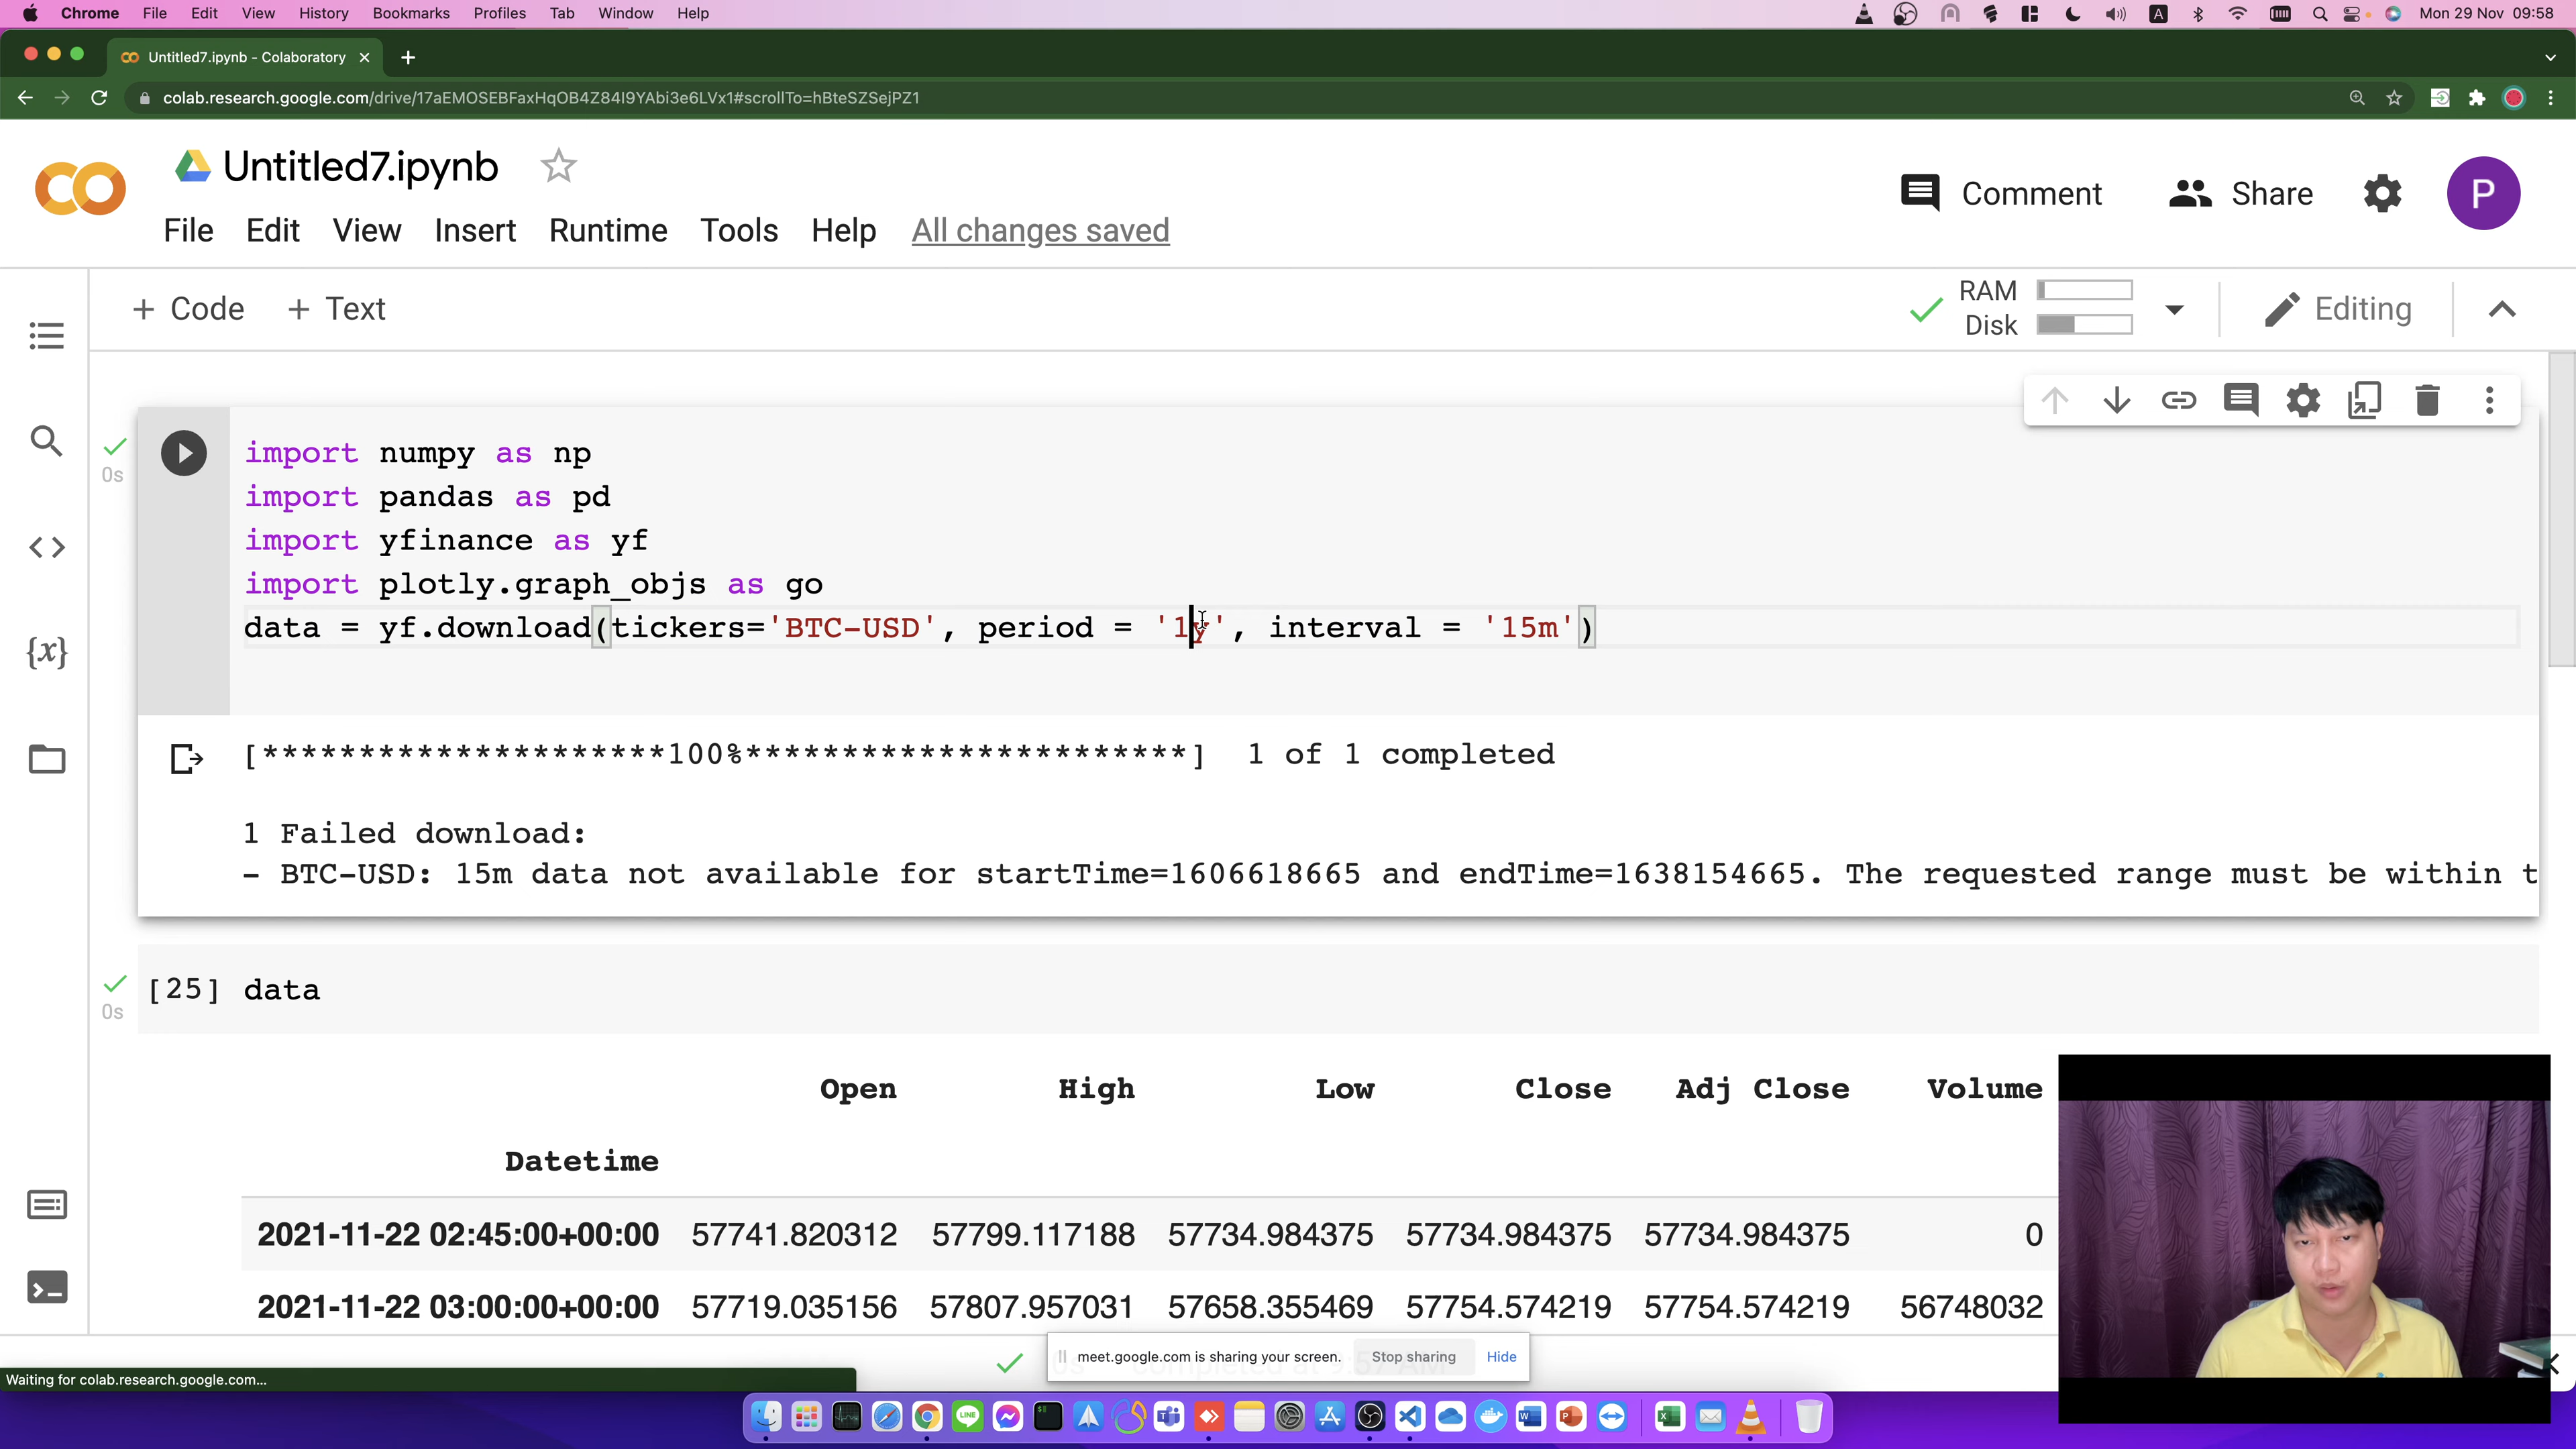 Chrome File Edit View History Bookmarks Profiles Tab Window Help
A
Mon 29 Nov 09:58
Untitled7.ipynb - Colaboratory
colab.research.google.com/drive/17aEMOSEBFaxHqOB4Z84I9YAbi3e6LVx1#scrollTo=hBteSZSejPZ1
Untitled7.ipynb
Comment Share P
File Edit View Insert Runtime Tools Help All changes saved
+ Code + Text
RAM
Disk
Editing
import numpy as np
0s
import pandas as pd
import yfinance as yf
import plotly.graph_objs as go
data = yf.download(tickers='BTC-USD', period = '1y', interval = '15m')
{x}
[*********************100%***********************] 1 of 1 completed
1 Failed download:
- BTC-USD: 15m data not available for startTime=1606618665 and endTime=1638154665. The requested range must be within t
[25] data
0s
Open High Low Close Adj Close Volume
Datetime
2021-11-22 02:45:00+00:00 57741.820312 57799.117188 57734.984375 57734.984375 57734.984375 0
2021-11-22 03:00:00+00:00 57719.035156 57807.957031 57658.355469 57754.574219 57754.574219 56748032
meet.google.com is sharing your screen. Stop sharing Hide
Waiting for colab.research.google.com...
LINE